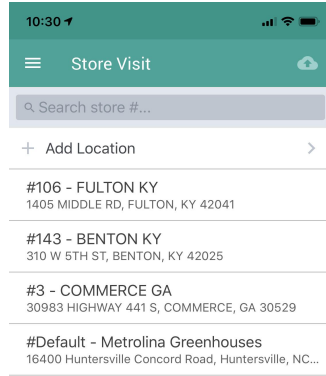 10:30
Store Visit
Search store #...
Add Location
#106 - FULTON KY
1405 MIDDLE RD, FULTON, KY 42041
#143 - BENTON KY
310 W 5TH ST, BENTON, KY 42025
#3 - COMMERCE GA
30983 HIGHWAY 441 S, COMMERCE, GA 30529
#Default - Metrolina Greenhouses
16400 Huntersville Concord Road, Huntersville, NC...